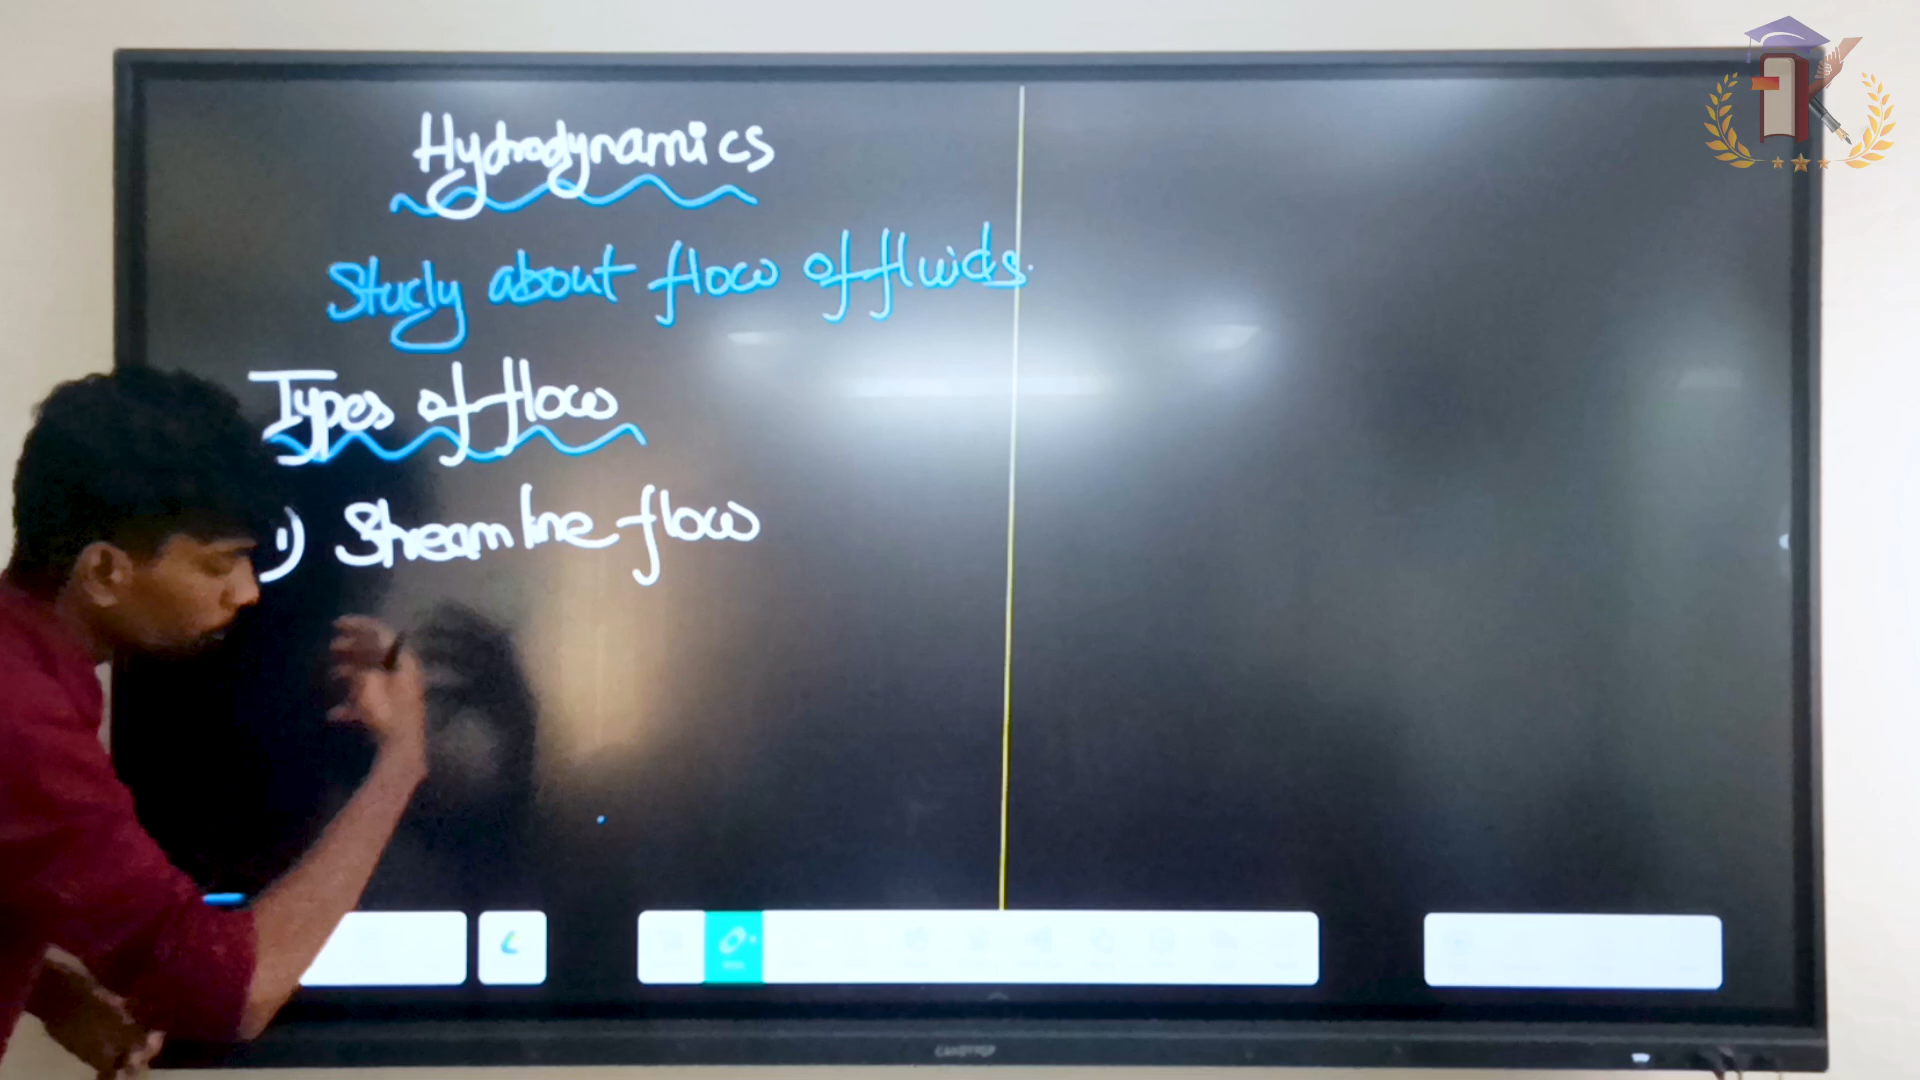 Hydrodynamics
Study about flow of fluids.
Types of flow
1) Stream line flow